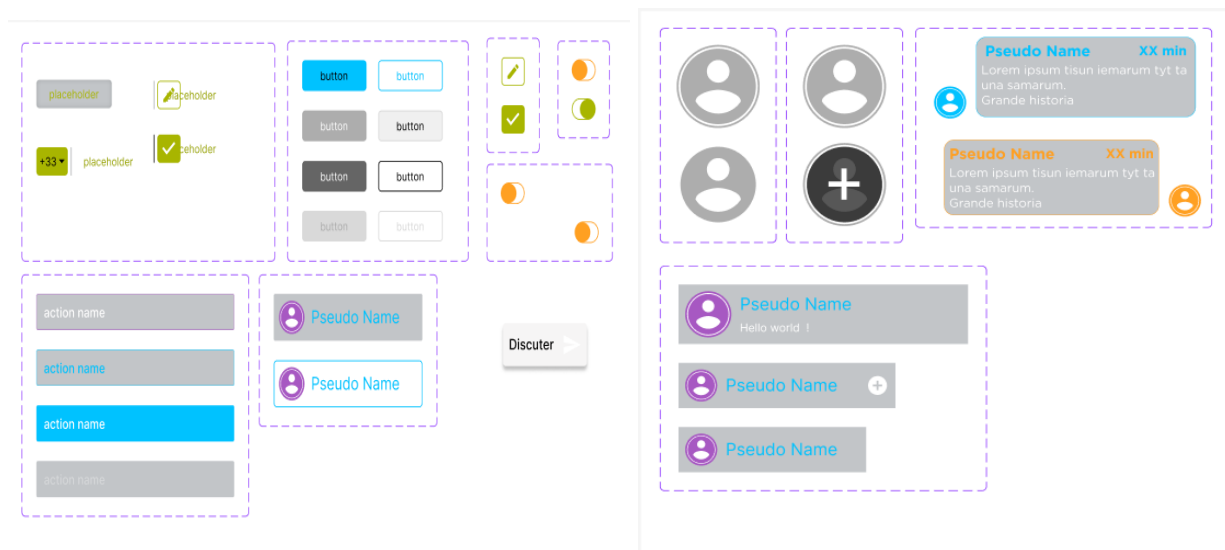 placeholder
laceholder
+33
placeholder
ceholder
button
button
button
button
button
button
button
button
action name
action name
action name
action name
Pseudo Name
Pseudo Name
Discuter
Pseudo Name XX min
Lorem ipsum tisun iemarum tyt ta
una samarum.
Grande historia
Pseudo Name XX min
Lorem ipsum tisun iemarum tyt ta
una samarum.
Grande historia
Pseudo Name
Hello world !
Pseudo Name
Pseudo Name